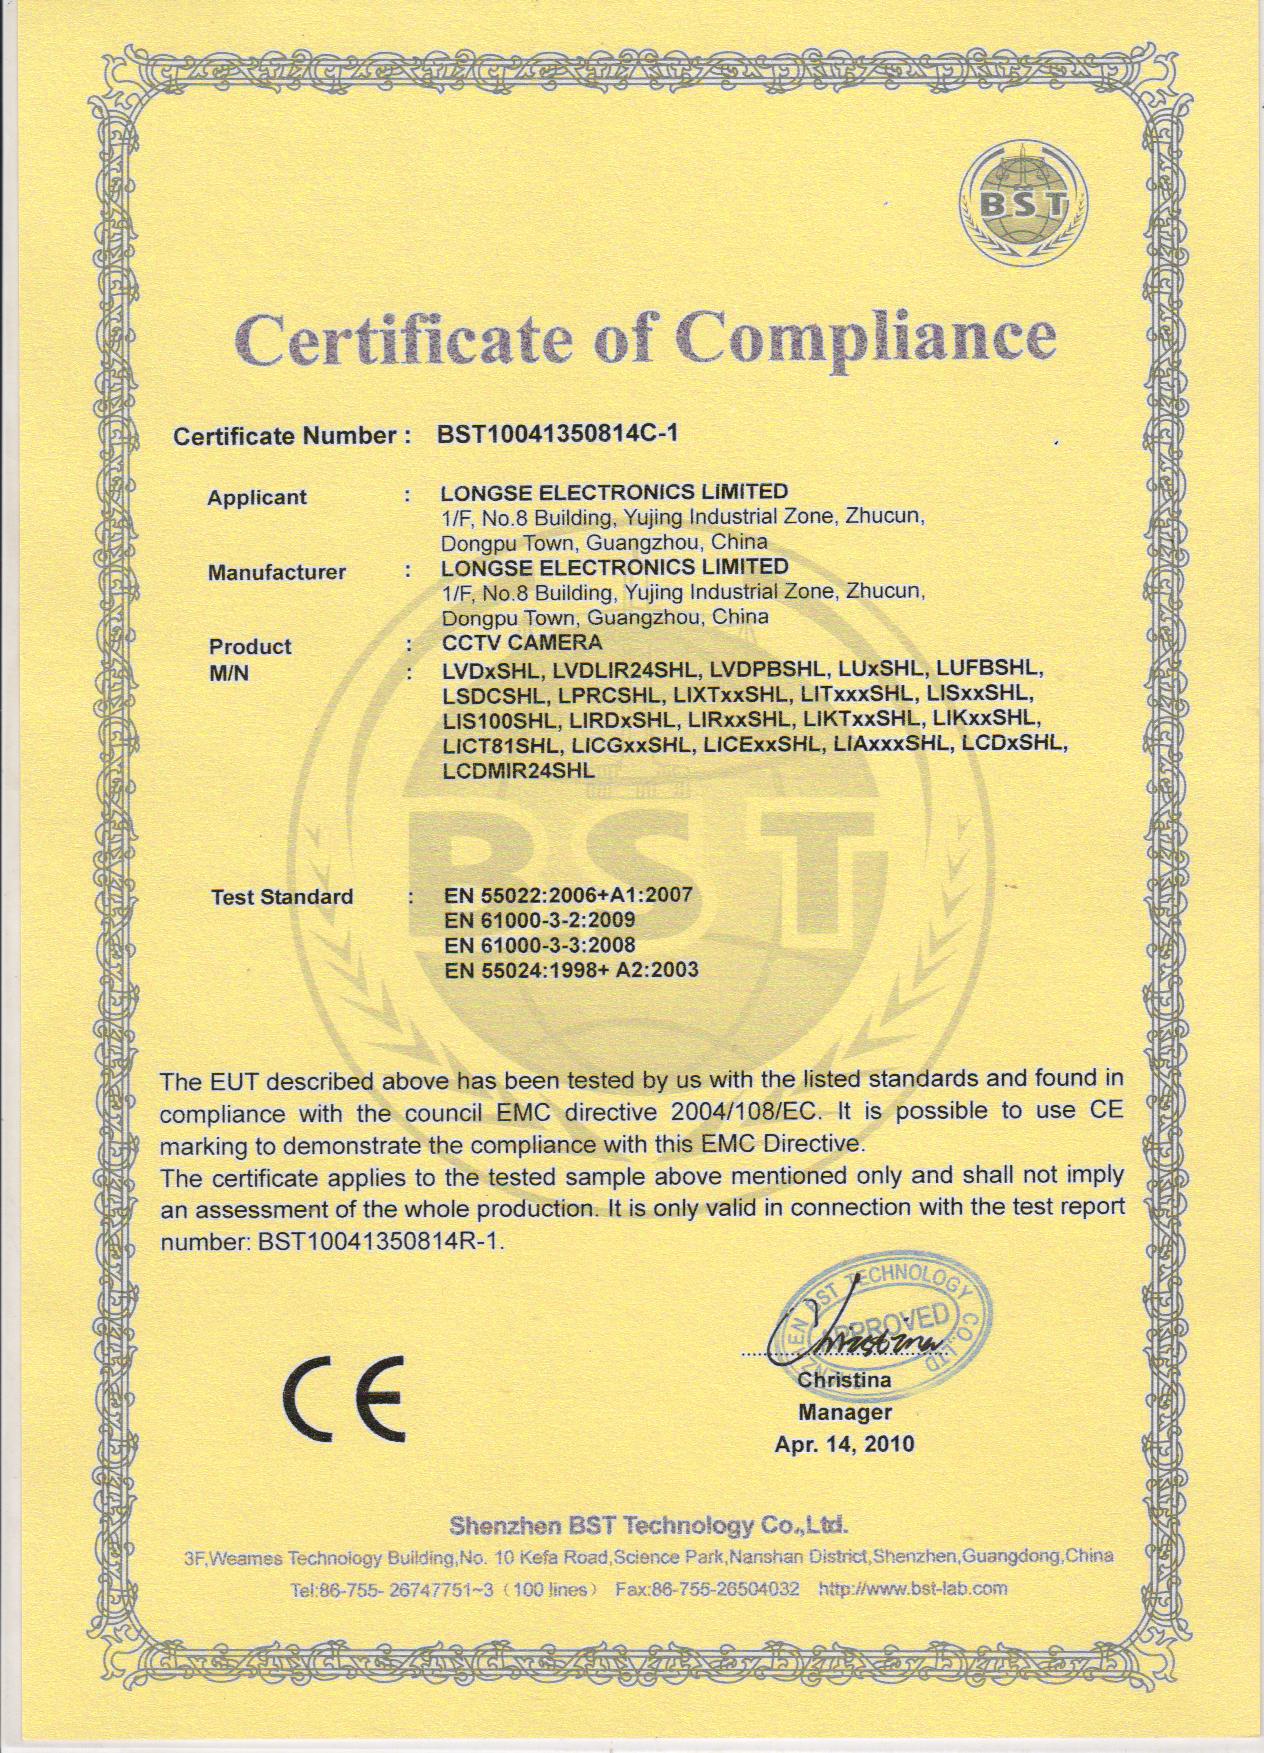 BST
Certificate of Compliance
Certificate Number : BST10041350814C-1
Applicant : LONGSE ELECTRONICS LIMITED
1/F, No.8 Building, Yujing Industrial Zone, Zhucun,
Dongpu Town, Guangzhou, China
Manufacturer : LONGSE ELECTRONICS LIMITED
1/F, No.8 Building, Yujing Industrial Zone, Zhucun,
Dongpu Town, Guangzhou, China
Product : CCTV CAMERA
M/N : LVDxSHL, LVDLIR24SHL, LVDPBSHL, LUxSHL, LUFBSHL,
LSDCSHL, LPRCSHL, LIXTxxSHL, LITxxxSHL, LISxxSHL,
LIS100SHL, LIRDxSHL, LIRxxSHL, LIKTxxSHL, LIKxxSHL,
LICT81SHL, LICGxxSHL, LICExxSHL, LIAxxxSHL, LCDxSHL,
LCDMIR24SHL
BST
Test Standard : EN 55022:2006+A1:2007
EN 61000-3-2:2009
EN 61000-3-3:2008
EN 55024:1998+ A2:2003
The EUT described above has been tested by us with the listed standards and found in
compliance with the council EMC directive 2004/108/EC. It is possible to use CE
marking to demonstrate the compliance with this EMC Directive.
The certificate applies to the tested sample above mentioned only and shall not imply
an assessment of the whole production. It is only valid in connection with the test report
number: BST10041350814R-1.
SHENZHEN BST TECHNOLOGY CO.,LTD
APPROVED
Christina
CE
Christina
Manager
Apr. 14, 2010
Shenzhen BST Technology Co.,Ltd.
3F,Weames Technology Building,No. 10 Kefa Road,Science Park,Nanshan District,Shenzhen,Guangdong,China
Tel:86-755- 26747751~3（100 lines） Fax:86-755-26504032 http://www.bst-lab.com